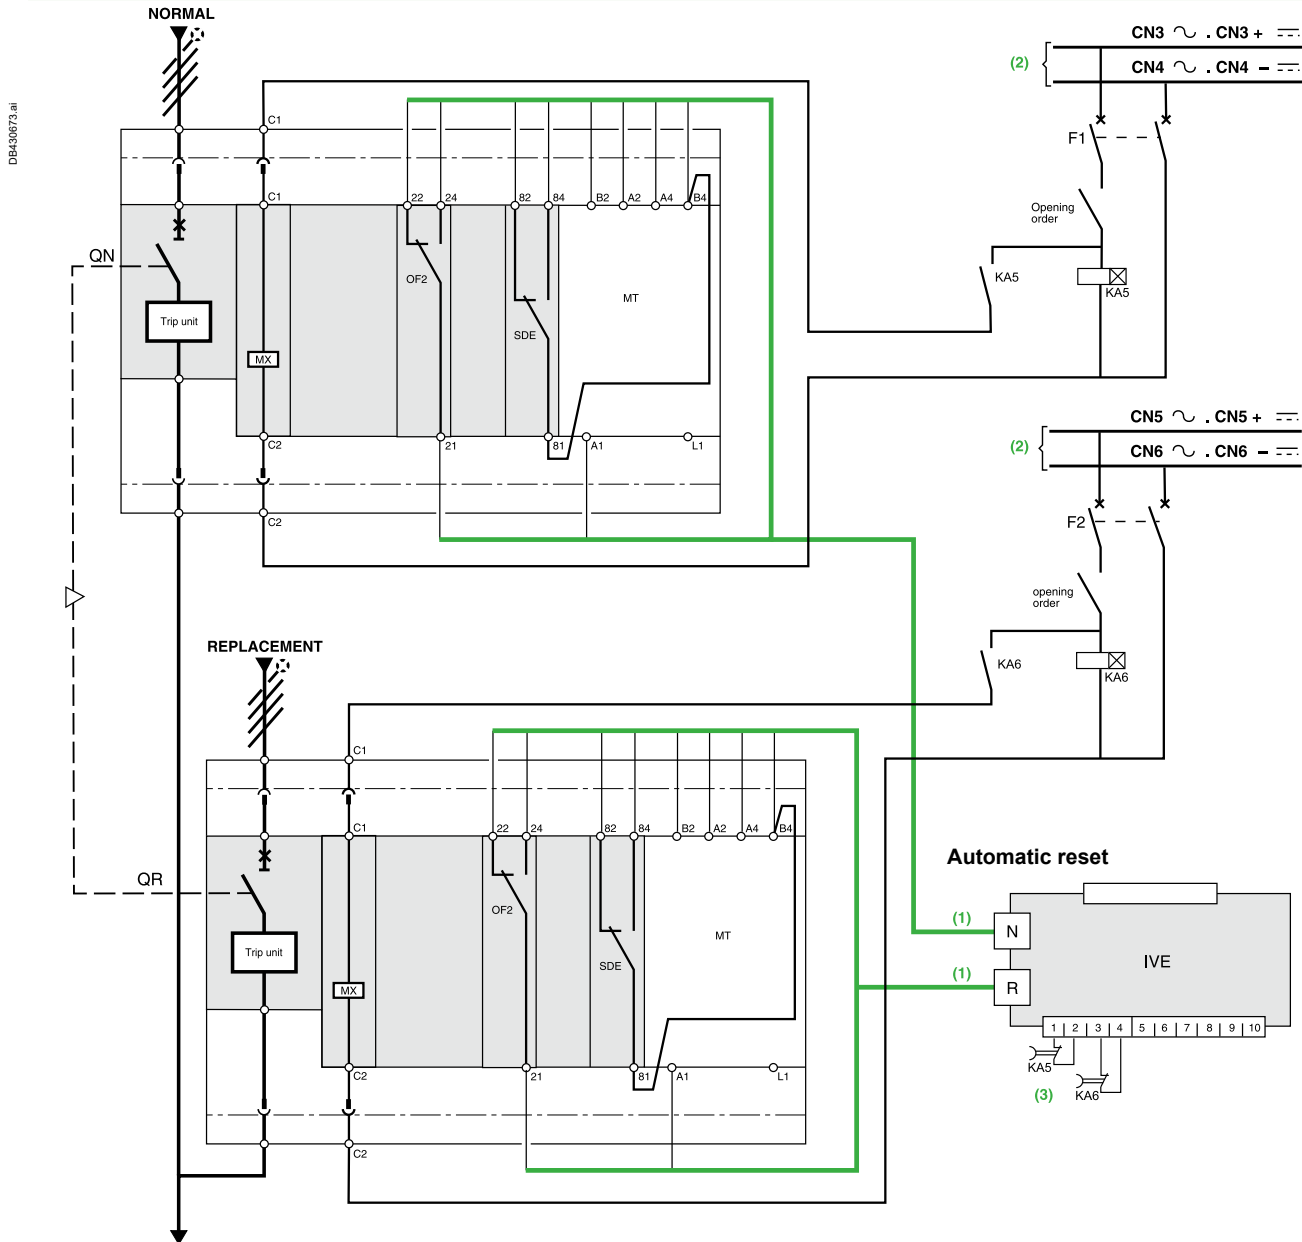 NORMAL
CN3 . CN3 +
(2)
CN4 . CN4 –
DB430673.ai
C1
F1
C1
22
24
82
84
B2
A2
A4
B4
Opening
order
QN
OF2
MT
KA5
KA5
Trip unit
SDE
MX
C2
21
81
A1
L1
CN5 . CN5 +
(2)
CN6 . CN6 –
C2
F2
opening
order
REPLACEMENT
KA6
KA6
C1
C1
22
24
82
84
B2
A2
A4
B4
Automatic reset
QR
OF2
(1)
N
MT
Trip unit
SDE
IVE
(1)
R
MX
1 2 3 4 5 6 7 8 9 10
C2
21
81
A1
L1
KA5
(3)
KA6
C2